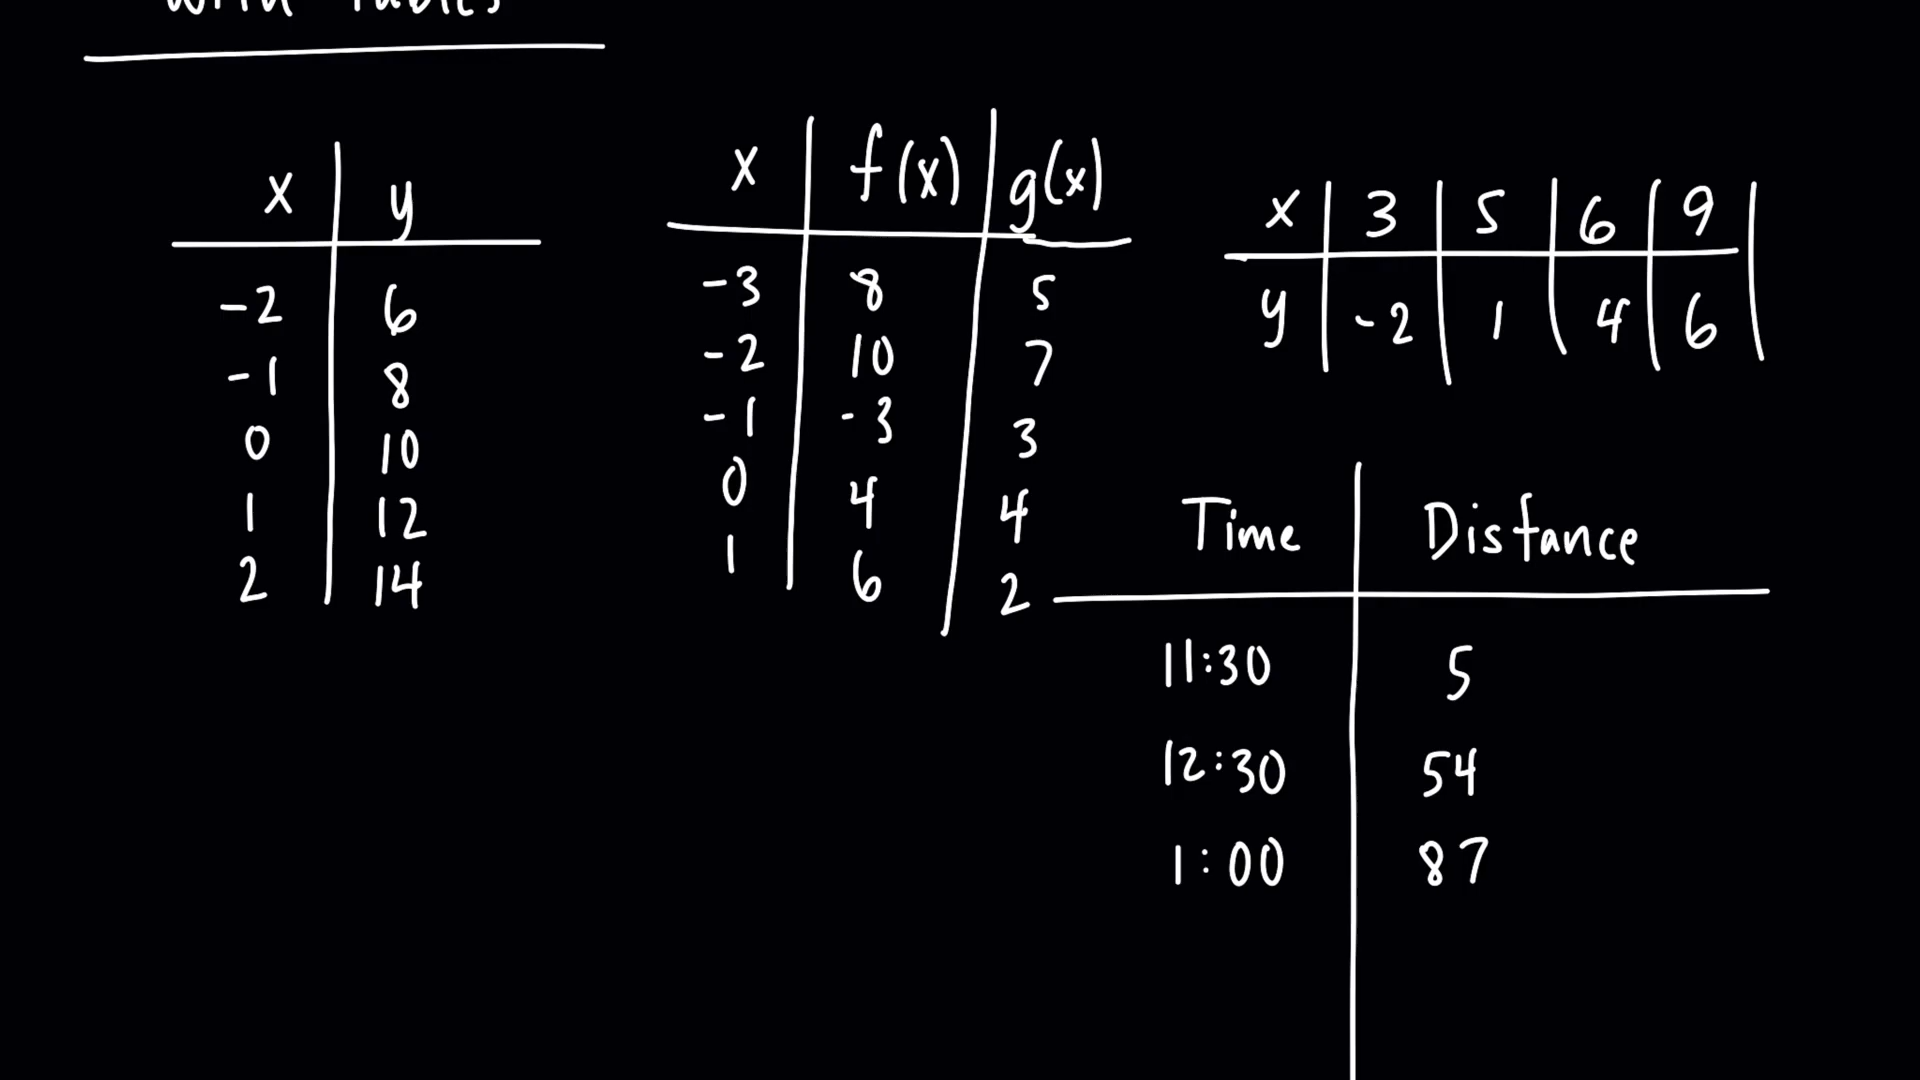 with Tables
x y
-2 6
-1 8
0 10
1 12
2 14
x f(x) g(x)
-3 8 5
-2 10 7
-1 -3 3
0 4 4
1 6 2
x 3 5 6 9
y -2 1 4 6
Time Distance
11:30 5
12:30 54
1:00 87